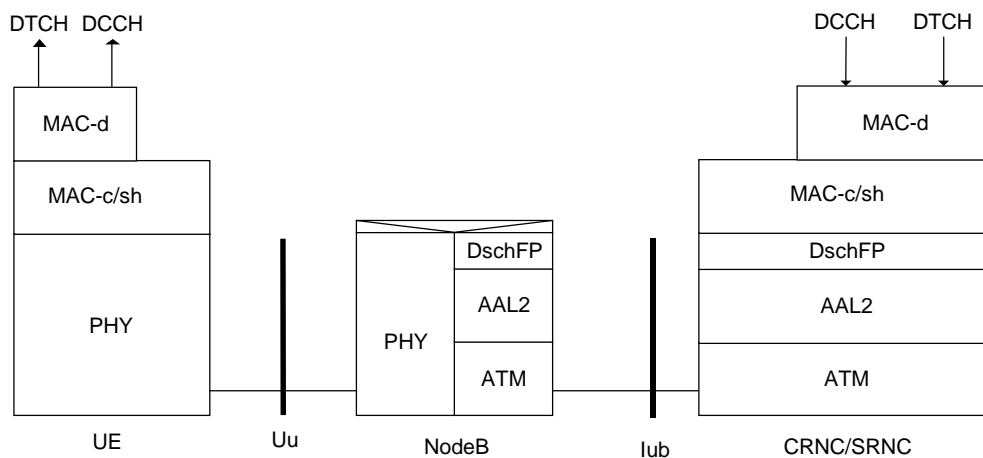 DTCH DCCH
DCCH DTCH
MAC-d
MAC-d
MAC-c/sh
MAC-c/sh
DschFP
DschFP
PHY
PHY
AAL2
AAL2
ATM
ATM
UE
Uu
NodeB
Iub
CRNC/SRNC